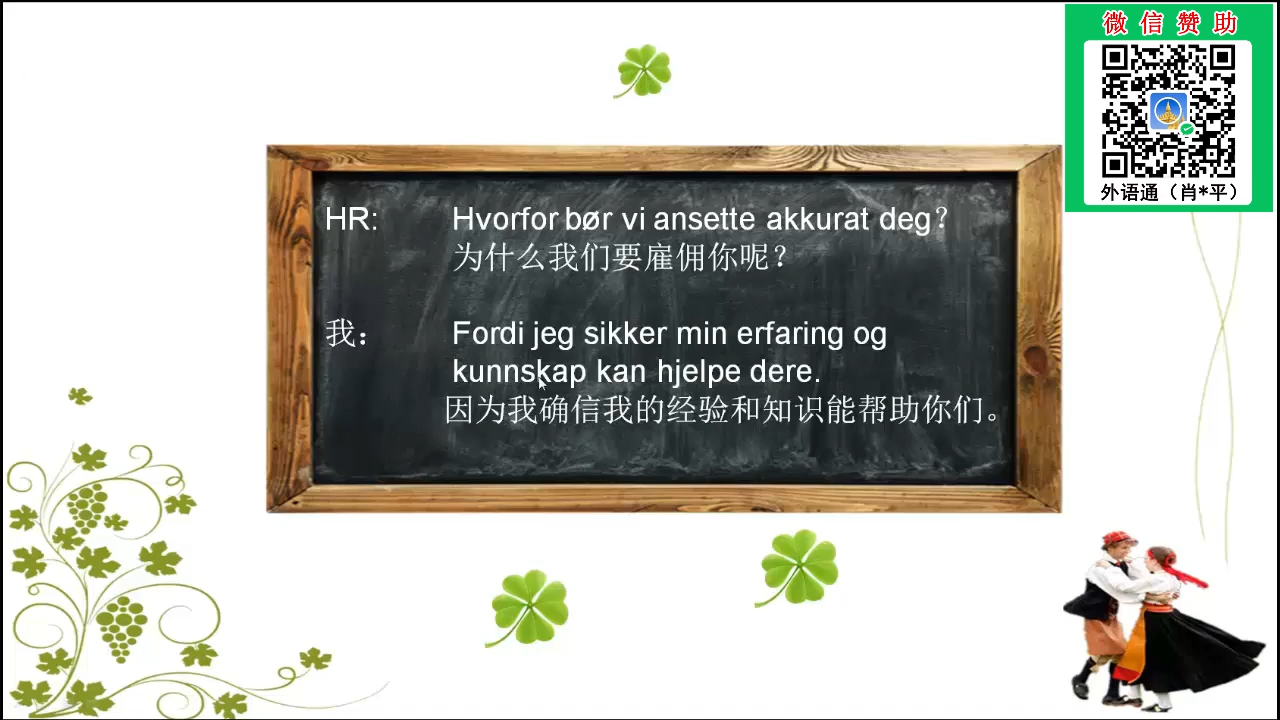 微信赞助
外语通（肖*平）
HR: Hvorfor bør vi ansette akkurat deg？
为什么我们要雇佣你呢？
我： Fordi jeg sikker min erfaring og
kunnskap kan hjelpe dere.
因为我确信我的经验和知识能帮助你们。